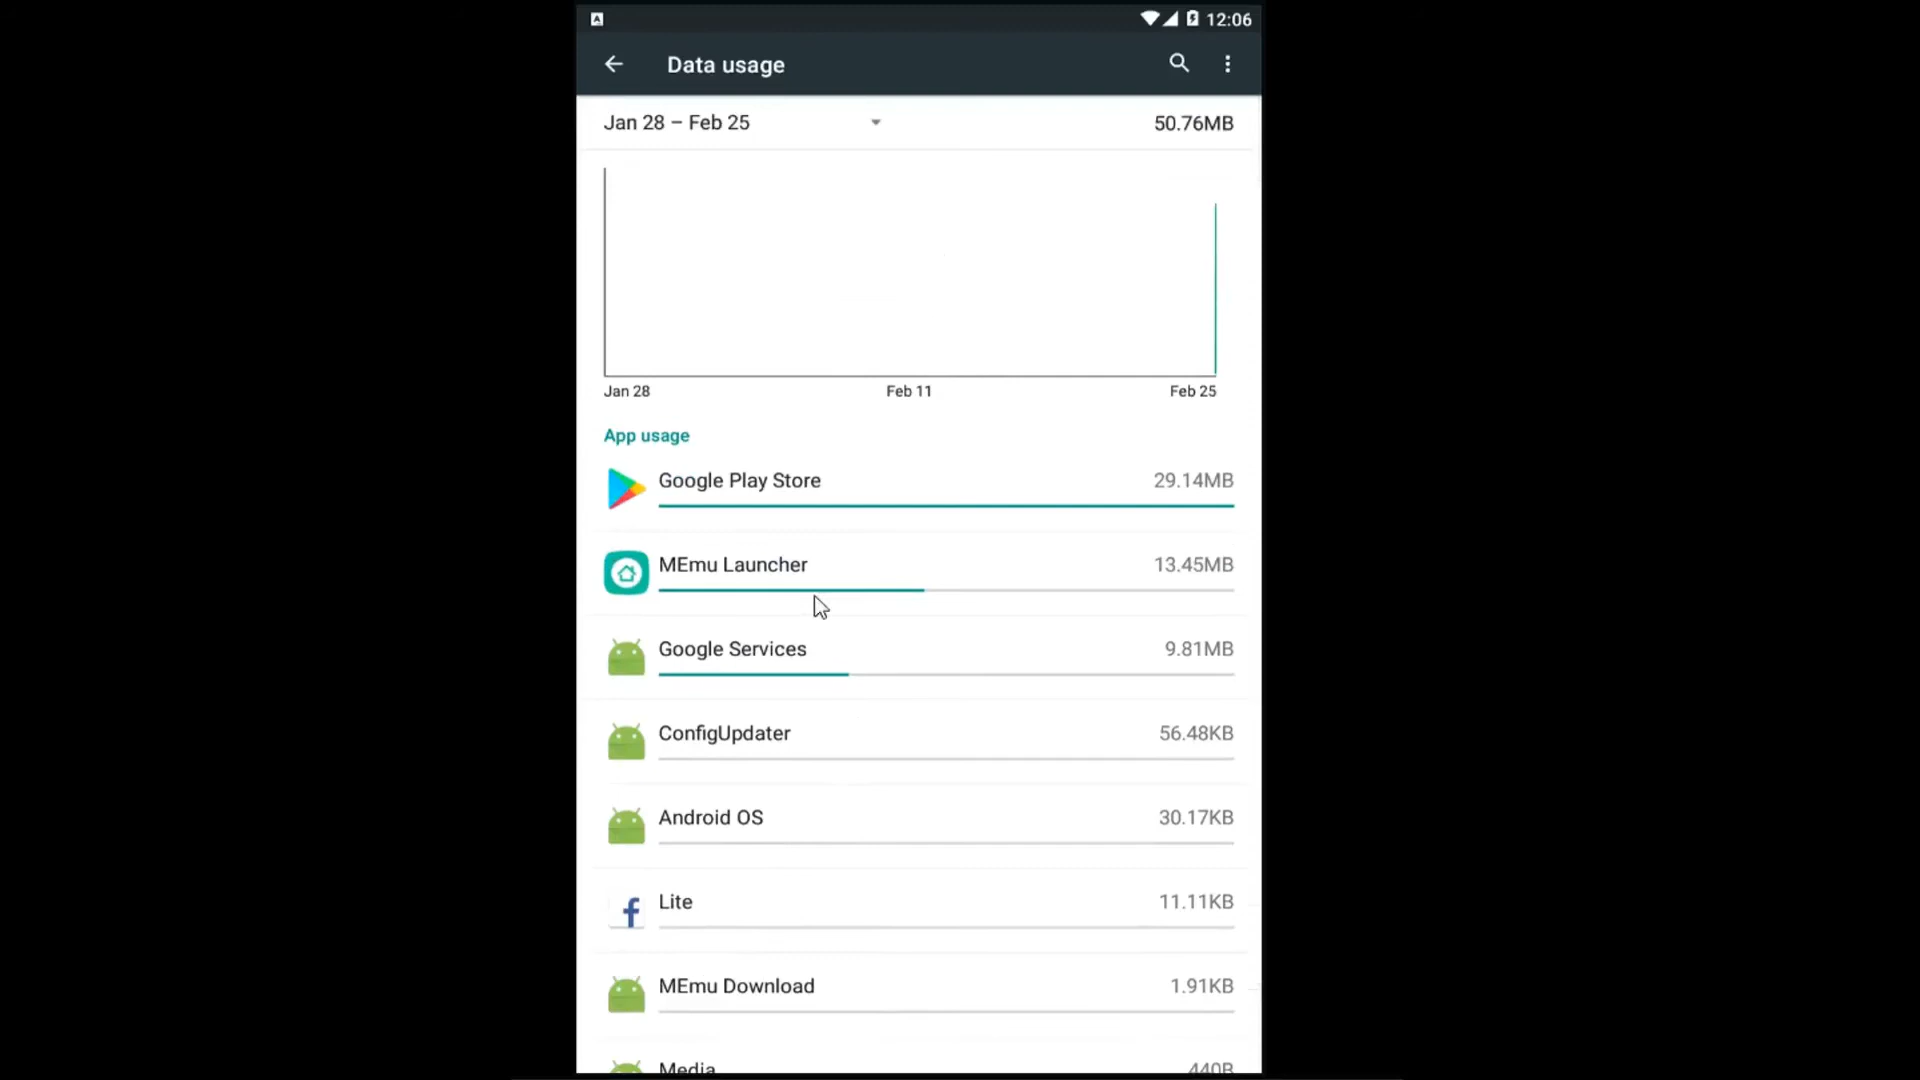 12:06
Data usage
Jan 28 – Feb 25
50.76MB
Jan 28 Feb 11 Feb 25
App usage
Google Play Store 29.14MB
MEmu Launcher 13.45MB
Google Services 9.81MB
ConfigUpdater 56.48KB
Android OS 30.17KB
Lite 11.11KB
MEmu Download 1.91KB
Media 440B